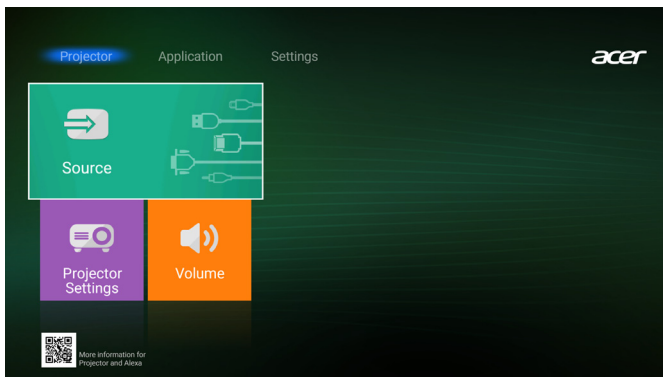 Projector
Application
Settings
acer
Source
Projector
Settings
Volume
More information for
Projector and Alexa